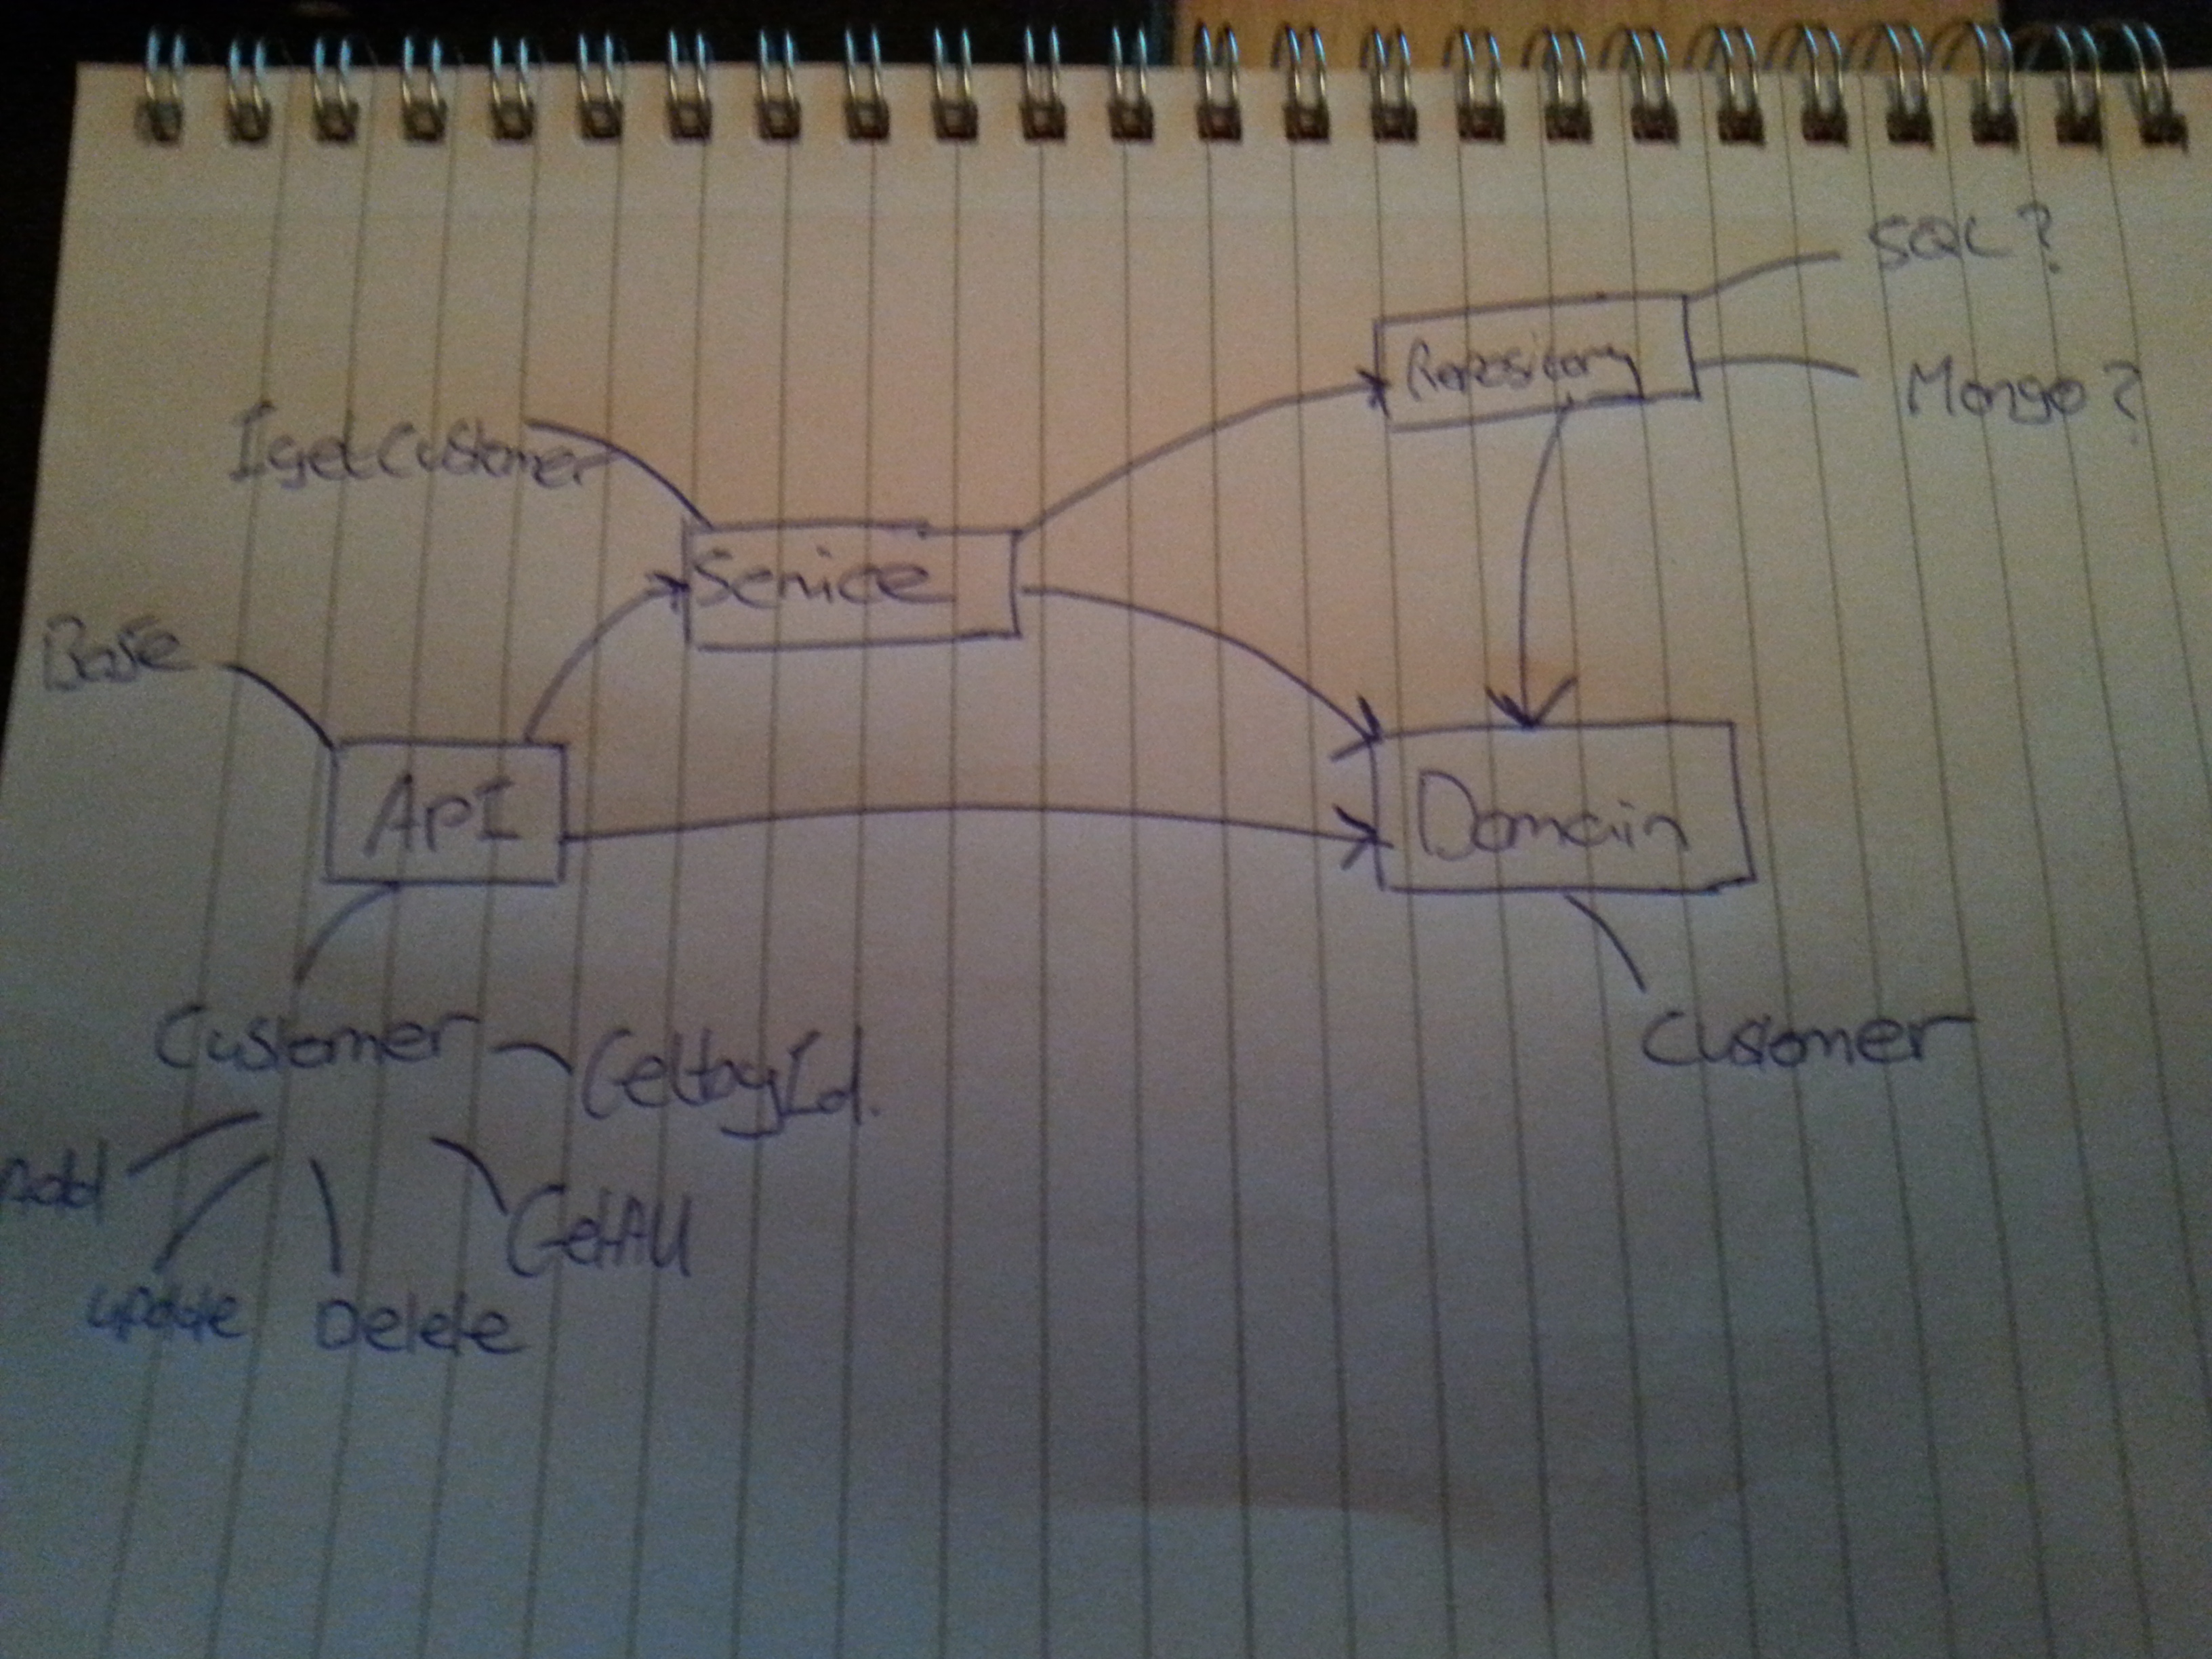 SQL?
Repository
Mongo?
IgetCustomer
Service
Base
API
Domain
Customer
GetbyId.
Customer
Add
GetAll
update
Delete